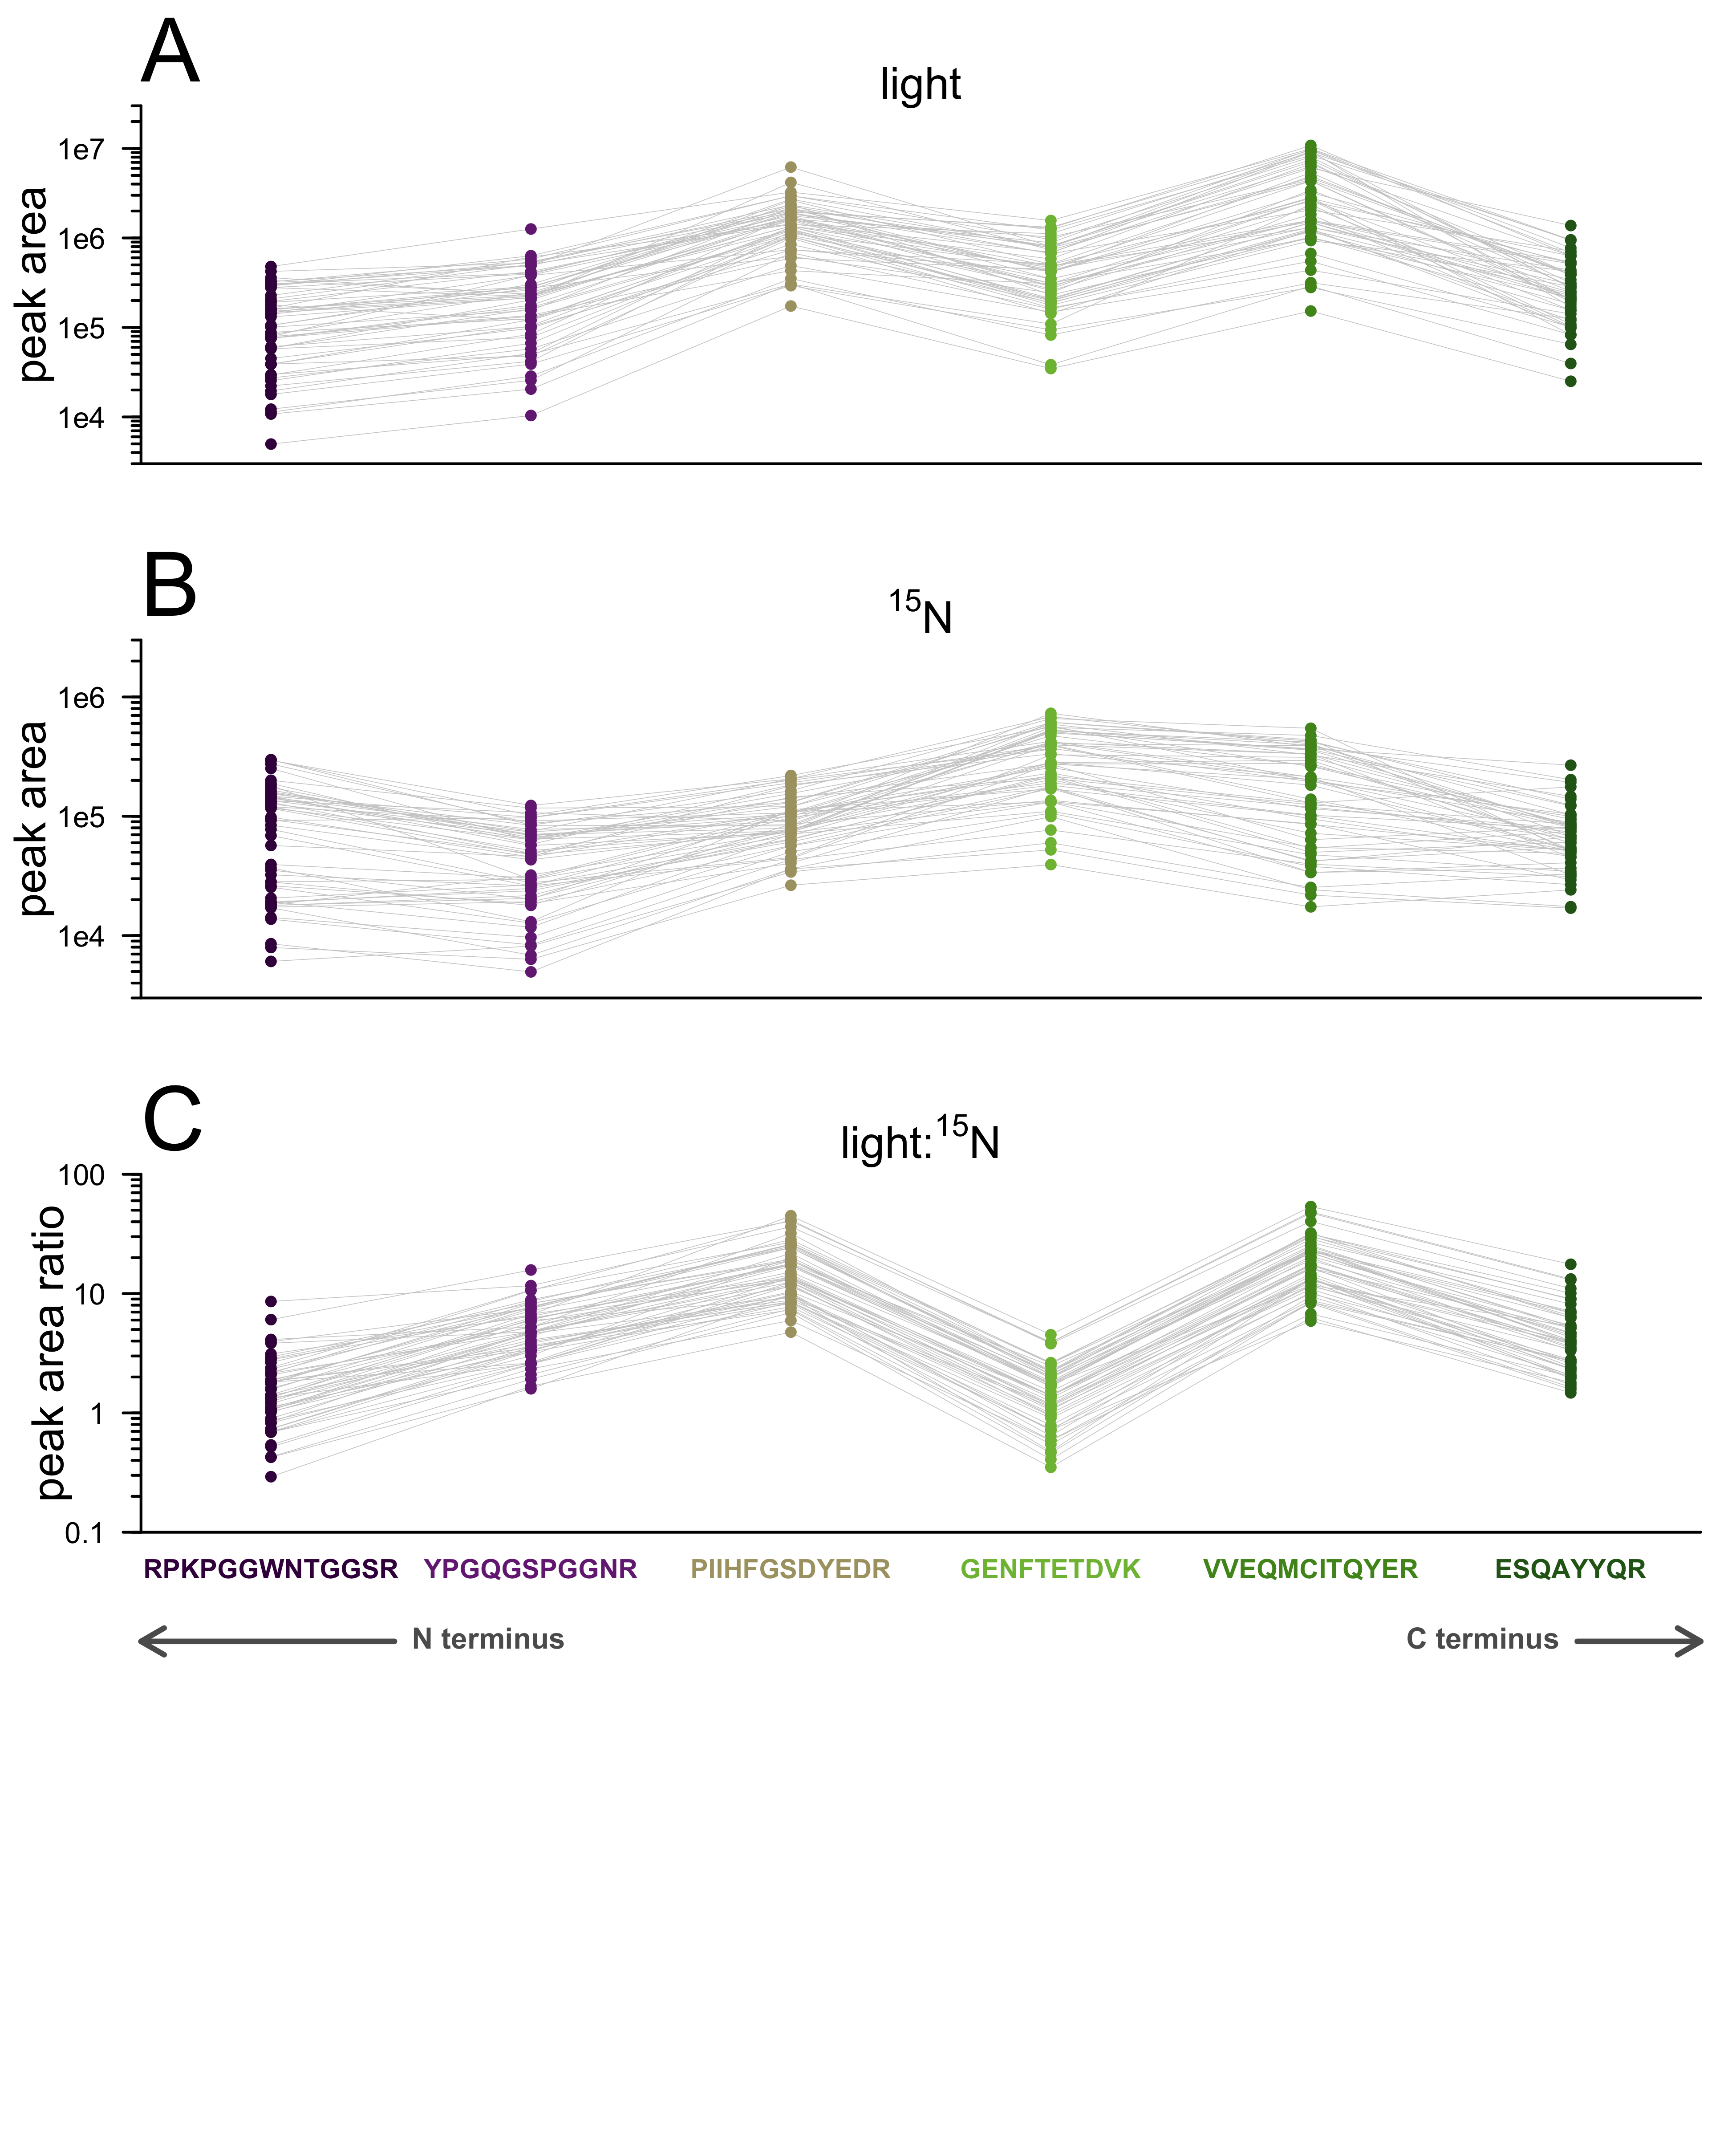 A
light
peak area
1e7
1e6
1e5
1e4
B
15N
peak area
1e6
1e5
1e4
C
light:15N
peak area ratio
100
10
1
0.1
RPKPGGWNTGGSR YPGQGSPGGNR PIIHFGSDYEDR GENFTETDVK VVEQMCITQYER ESQAYYQR
N terminus C terminus